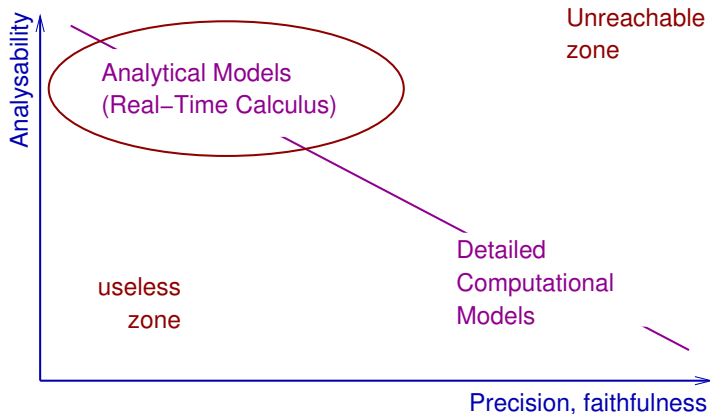 Analysability
Unreachable
zone
Analytical Models
(Real−Time Calculus)
Detailed
Computational
Models
useless
zone
Precision, faithfulness